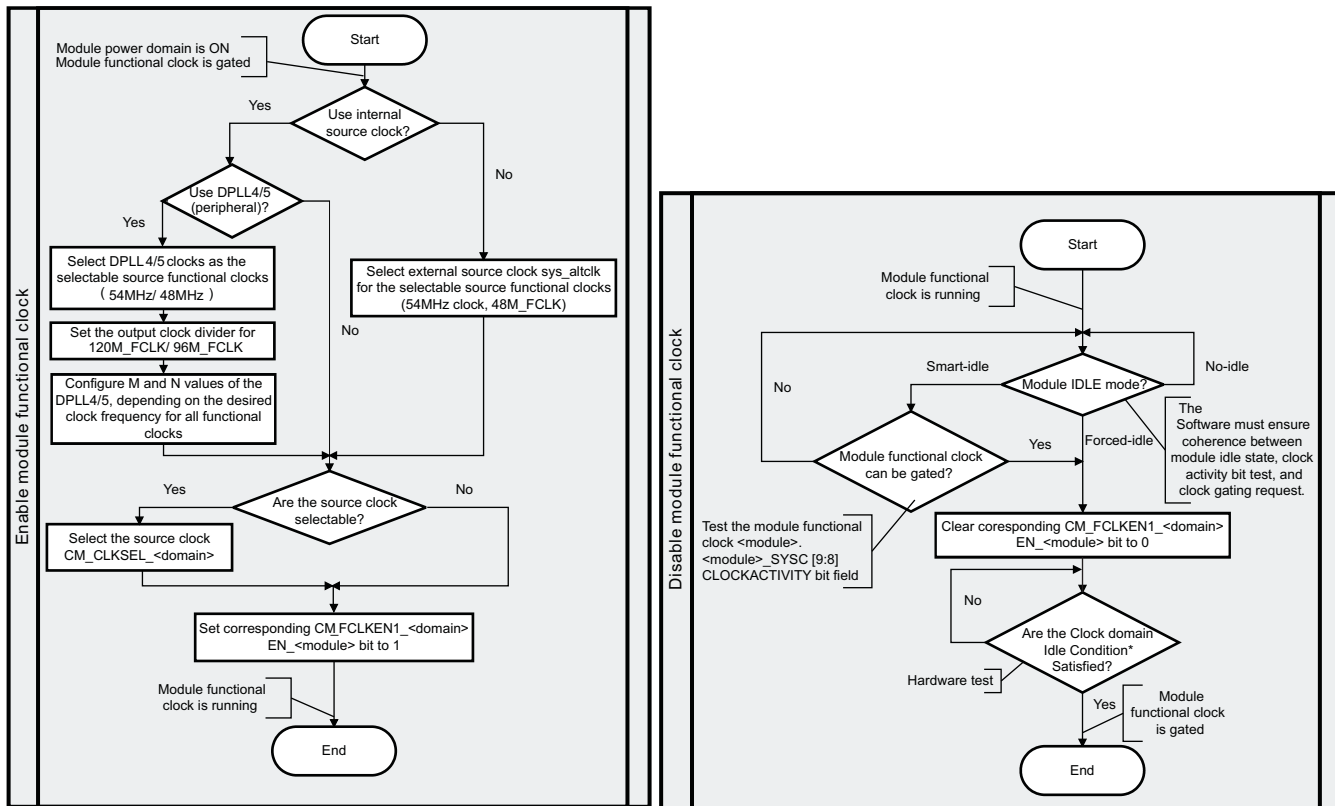 Enable module functional clock
Start
Module power domain is ON
Module functional clock is gated
Yes
Use internal
source clock?
No
Use DPLL4/5
(peripheral)?
Yes
Select DPLL 4/5 clocks as the
selectable source functional clocks
( 54MHz/ 48MHz )
Select external source clock sys_altclk
for the selectable source functional clocks
(54MHz clock, 48M_FCLK)
No
Set the output clock divider for
120M_FCLK/ 96M_FCLK
Configure M and N values of the
DPLL4/5, depending on the desired
clock frequency for all functional
clocks
Yes
Are the source clock
selectable?
No
Select the source clock
CM_CLKSEL_<domain>
Set corresponding CM_FCLKEN1_<domain>
EN_<module> bit to 1
Module functional
clock is running
End
Disable module functional clock
Start
Module functional
clock is running
Smart-idle
No-idle
No
Module IDLE mode?
The
Software must ensure
coherence between
module idle state, clock
activity bit test, and
clock gating request.
Yes
Forced-idle
Module functional clock
can be gated?
Test the module functional
clock <module>.
<module>_SYSC [9:8]
CLOCKACTIVITY bit field
Clear coresponding CM_FCLKEN1_<domain>
EN_<module> bit to 0
No
Are the Clock domain
Idle Condition*
Satisfied?
Hardware test
Yes
Module
functional clock
is gated
End